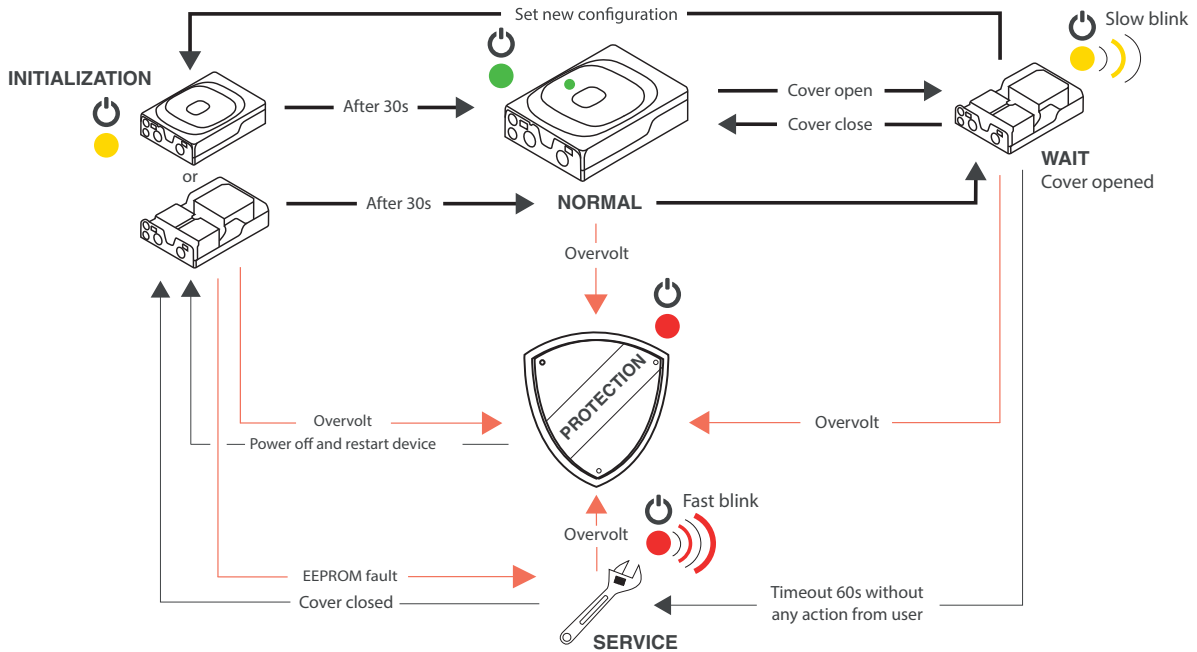 Set new configuration
Slow blink
INITIALIZATION
After 30s
Cover open
Cover close
or
WAIT
Cover opened
After 30s
NORMAL
Overvolt
PROTECTION
Overvolt
Overvolt
Power off and restart device
Fast blink
Overvolt
EEPROM fault
Cover closed
Timeout 60s without
any action from user
SERVICE